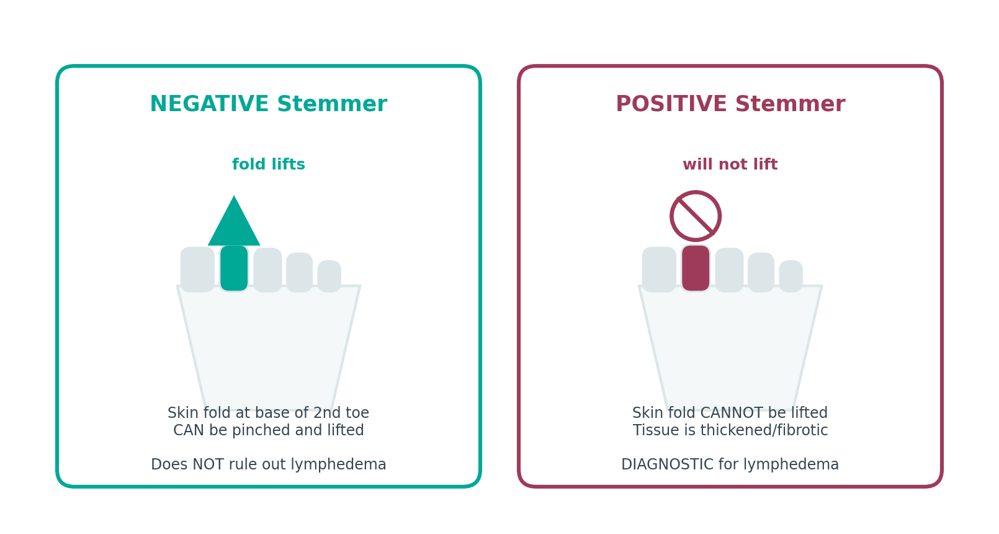 NEGATIVE Stemmer
fold lifts
Skin fold at base of 2nd toe
CAN be pinched and lifted
Does NOT rule out lymphedema
POSITIVE Stemmer
will not lift
Skin fold CANNOT be lifted
Tissue is thickened/fibrotic
DIAGNOSTIC for lymphedema